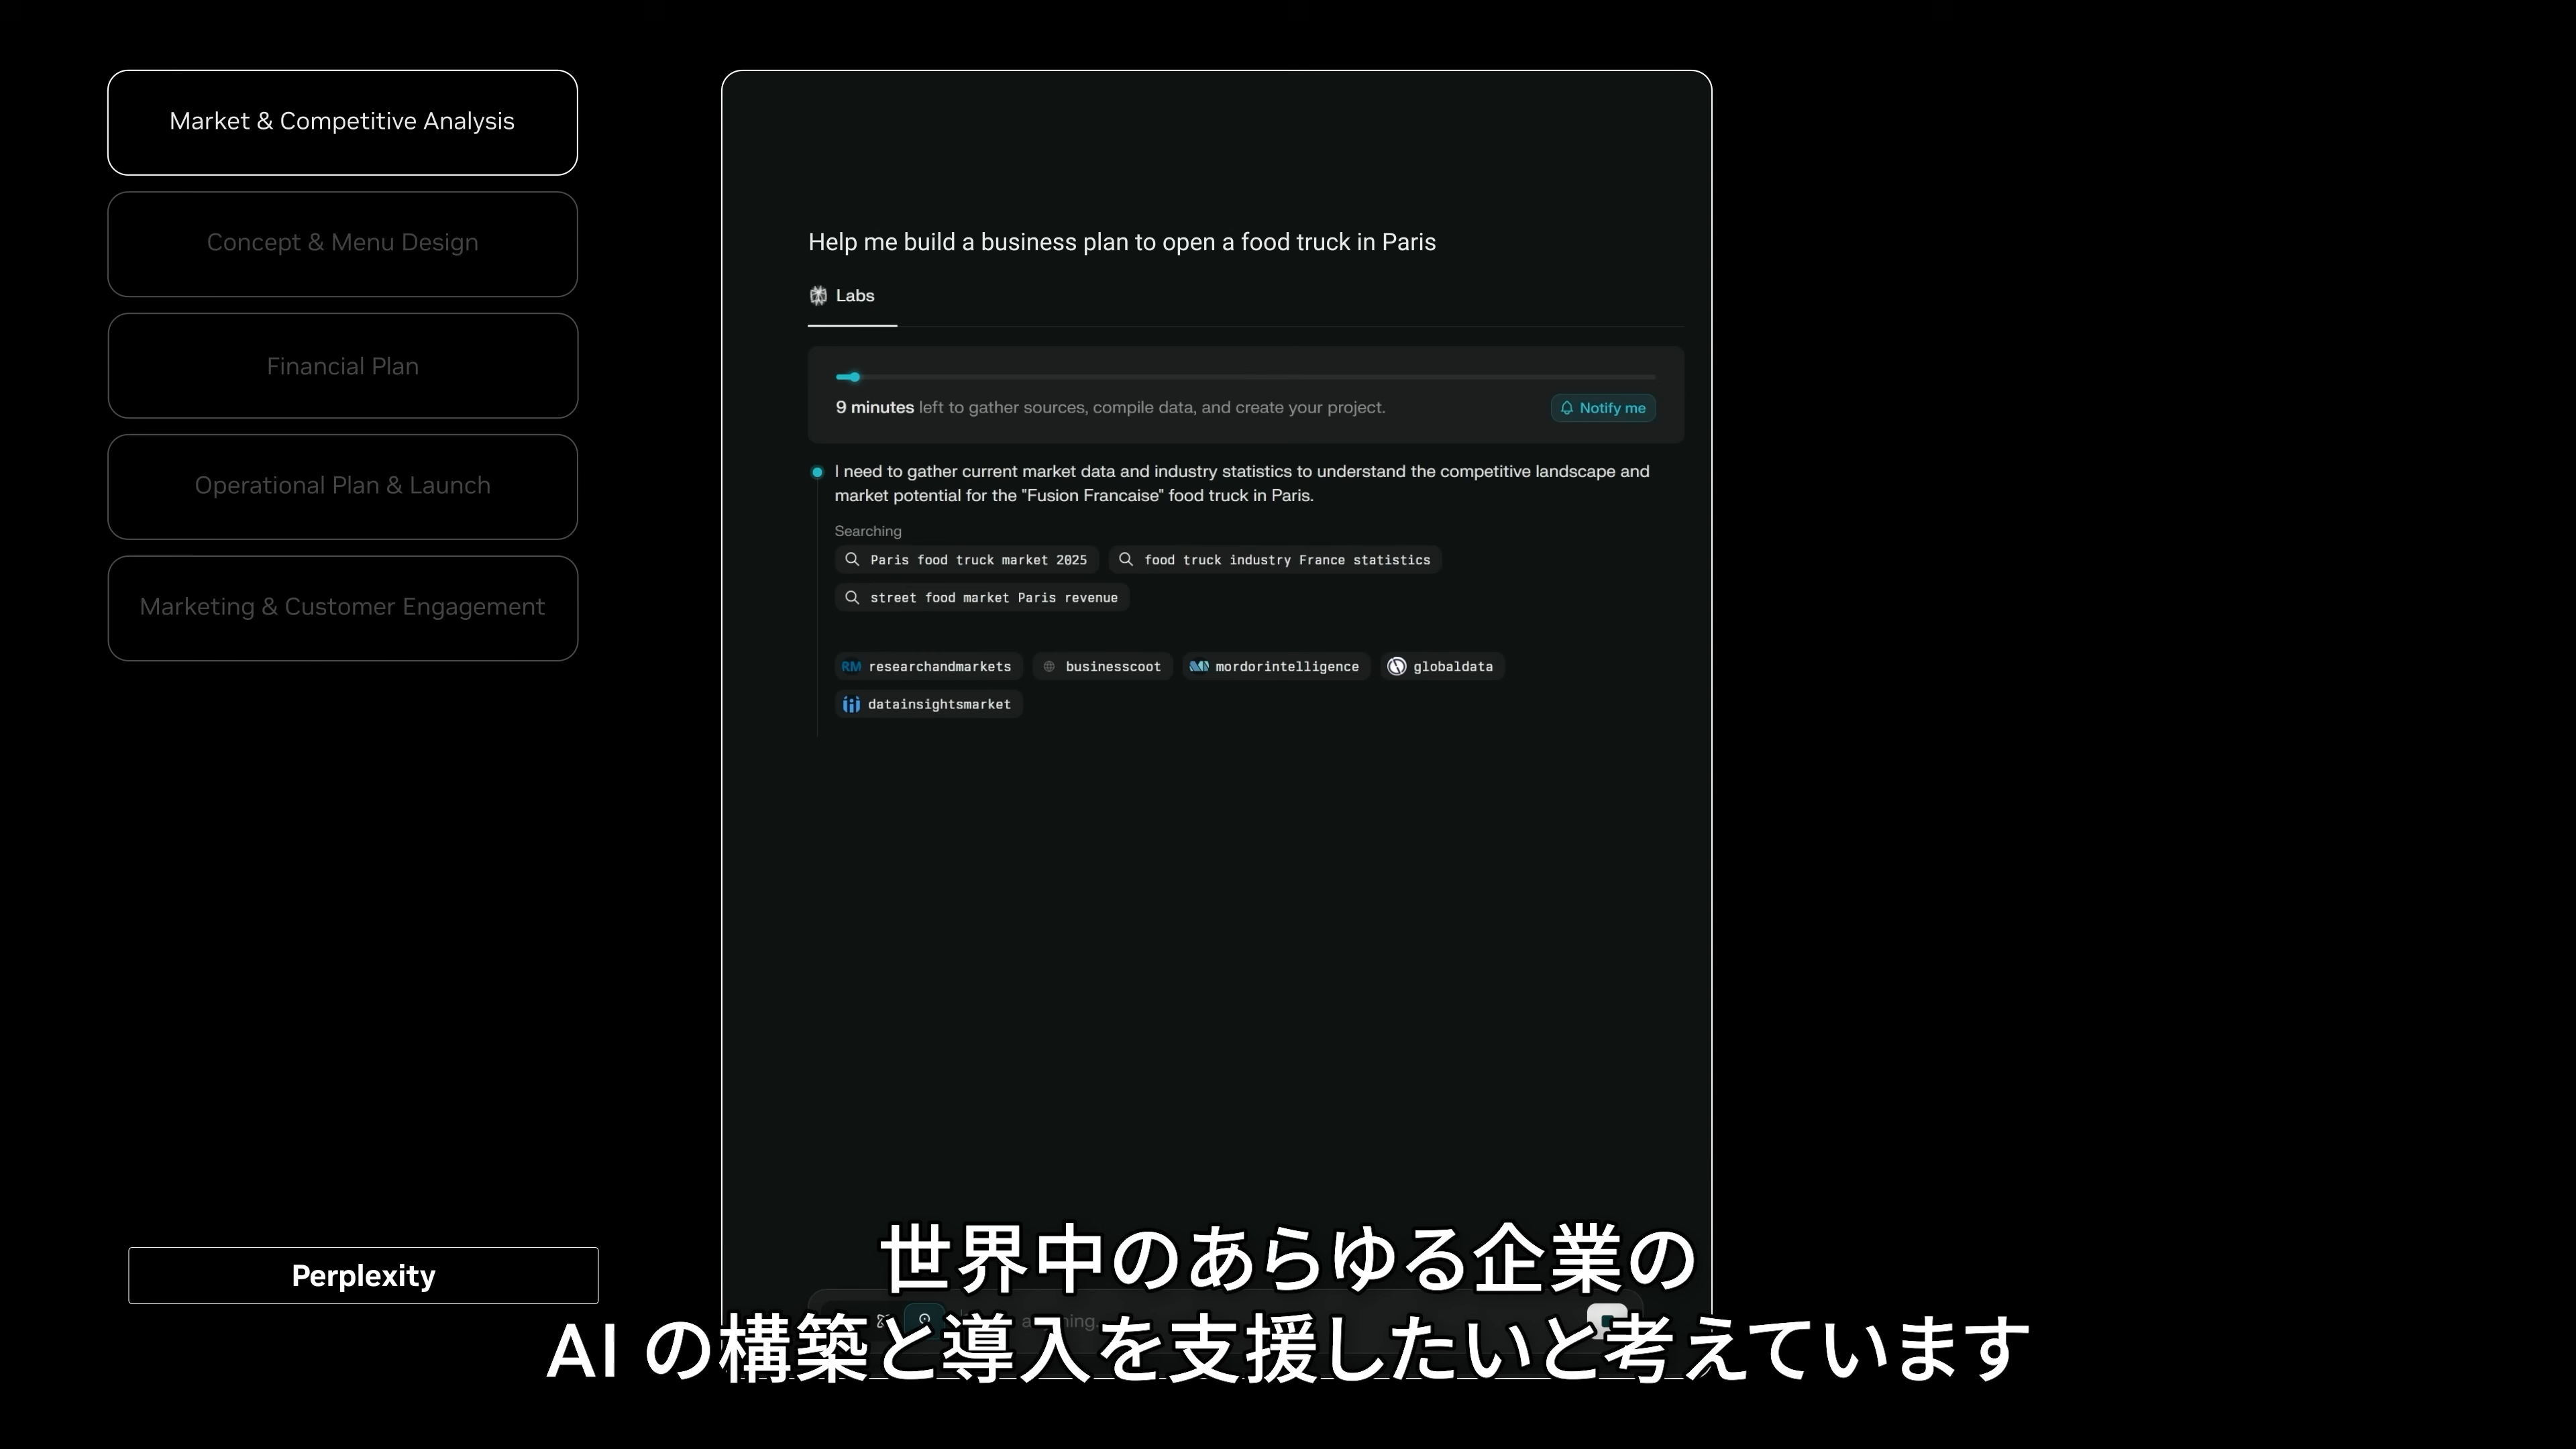 Market & Competitive Analysis
Concept & Menu Design
Financial Plan
Operational Plan & Launch
Marketing & Customer Engagement
Perplexity
Help me build a business plan to open a food truck in Paris
Labs
9 minutes left to gather sources, compile data, and create your project.
Notify me
I need to gather current market data and industry statistics to understand the competitive landscape and
market potential for the "Fusion Francaise" food truck in Paris.
Searching
Paris food truck market 2025
food truck industry France statistics
street food market Paris revenue
RM researchandmarkets
businesscoot
mordorintelligence
globaldata
datainsightsmarket
世界中のあらゆる企業の
AI の構築と導入を支援したいと考えています